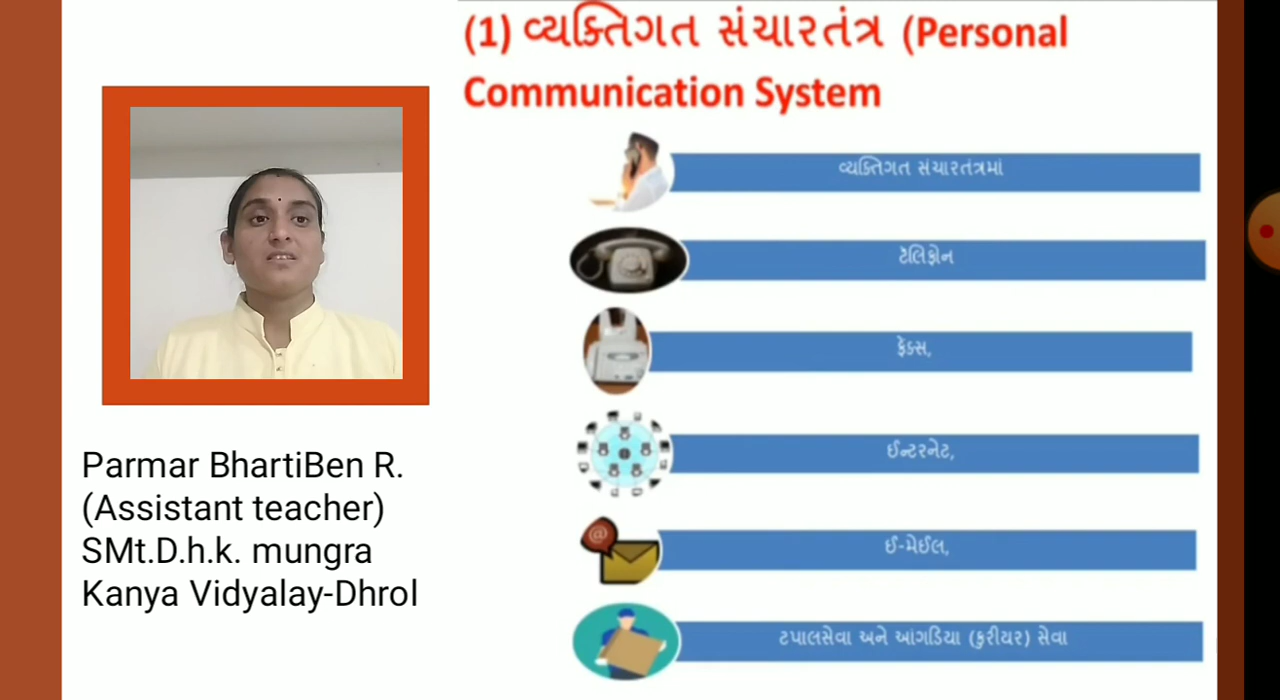 (1) વ્યક્તિગત સંચારતંત્ર (Personal
Communication System
વ્યક્તિગત સંચારતંત્રમાં
ટેલિફોન
ફેક્સ,
ઈન્ટરનેટ,
ઈ-મેઈલ,
ટપાલસેવા અને આંગડિયા (કુરીયર) સેવા
Parmar BhartiBen R.
(Assistant teacher)
SMt.D.h.k. mungra
Kanya Vidyalay-Dhrol